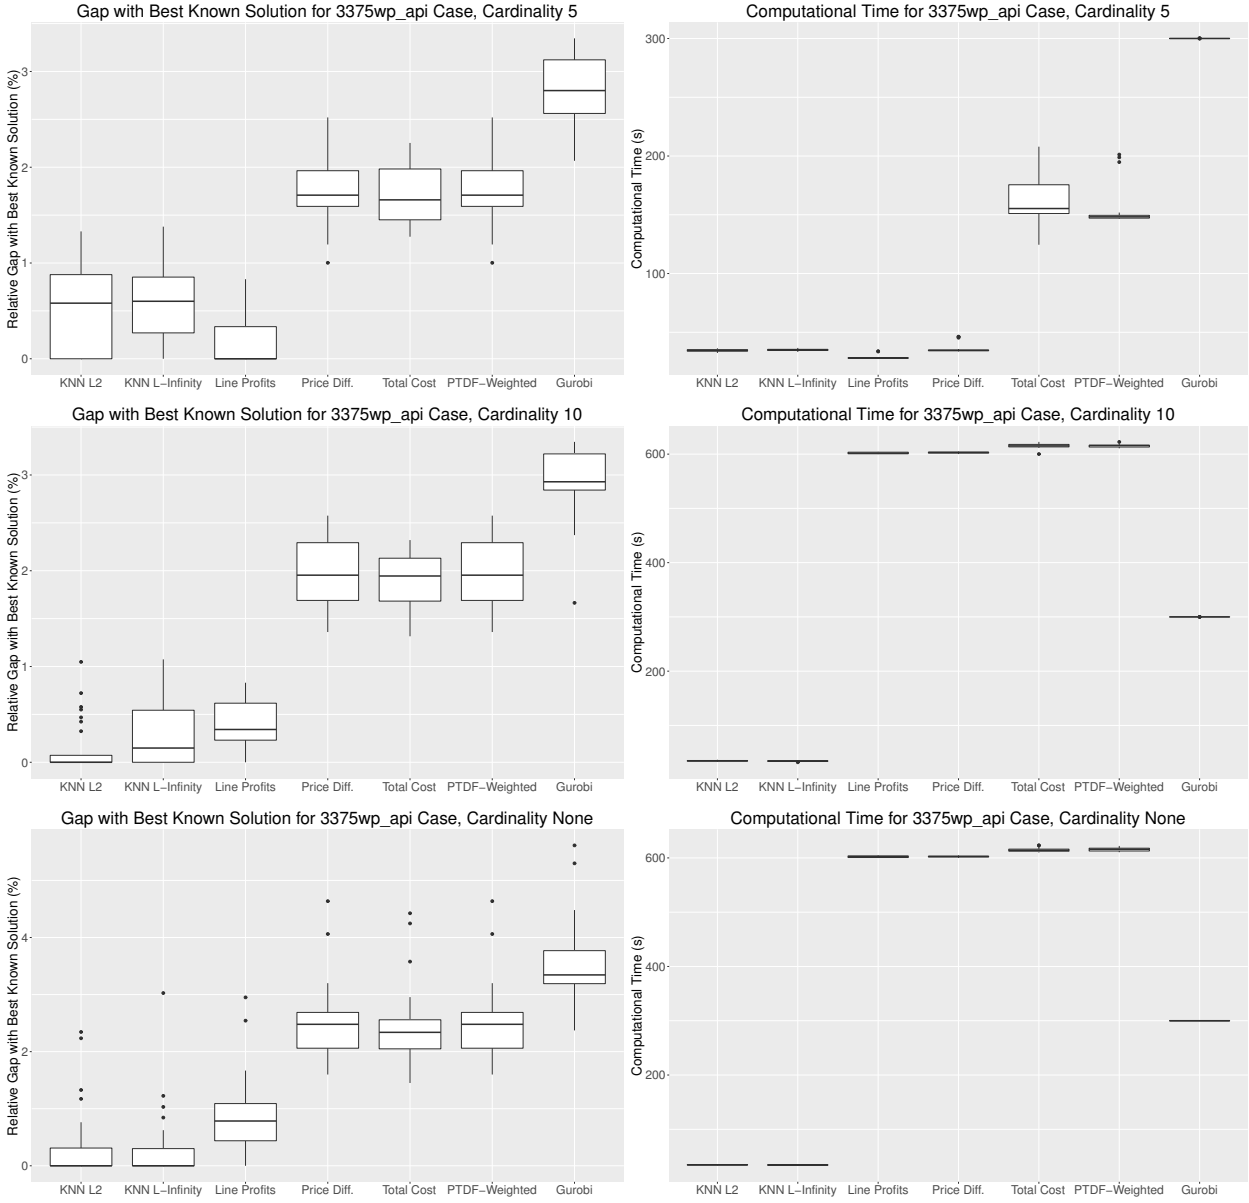 Gap with Best Known Solution for 3375wp_api Case, Cardinality 5
Relative Gap with Best Known Solution (%)
3
2
1
0
KNN L2 KNN L−Infinity Line Profits Price Diff. Total Cost PTDF−Weighted Gurobi
Computational Time for 3375wp_api Case, Cardinality 5
Computational Time (s)
300
200
100
KNN L2 KNN L−Infinity Line Profits Price Diff. Total Cost PTDF−Weighted Gurobi
Gap with Best Known Solution for 3375wp_api Case, Cardinality 10
Relative Gap with Best Known Solution (%)
3
2
1
0
KNN L2 KNN L−Infinity Line Profits Price Diff. Total Cost PTDF−Weighted Gurobi
Computational Time for 3375wp_api Case, Cardinality 10
Computational Time (s)
600
400
200
KNN L2 KNN L−Infinity Line Profits Price Diff. Total Cost PTDF−Weighted Gurobi
Gap with Best Known Solution for 3375wp_api Case, Cardinality None
Relative Gap with Best Known Solution (%)
4
2
0
KNN L2 KNN L−Infinity Line Profits Price Diff. Total Cost PTDF−Weighted Gurobi
Computational Time for 3375wp_api Case, Cardinality None
Computational Time (s)
600
400
200
KNN L2 KNN L−Infinity Line Profits Price Diff. Total Cost PTDF−Weighted Gurobi